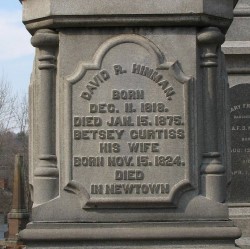 DAVID R. HINMAN.
BORN
DEC. 11. 1819.
DIED JAN. 15. 1875.
BETSEY CURTISS
HIS WIFE
BORN NOV. 15. 1824.
DIED
IN NEWTOWN